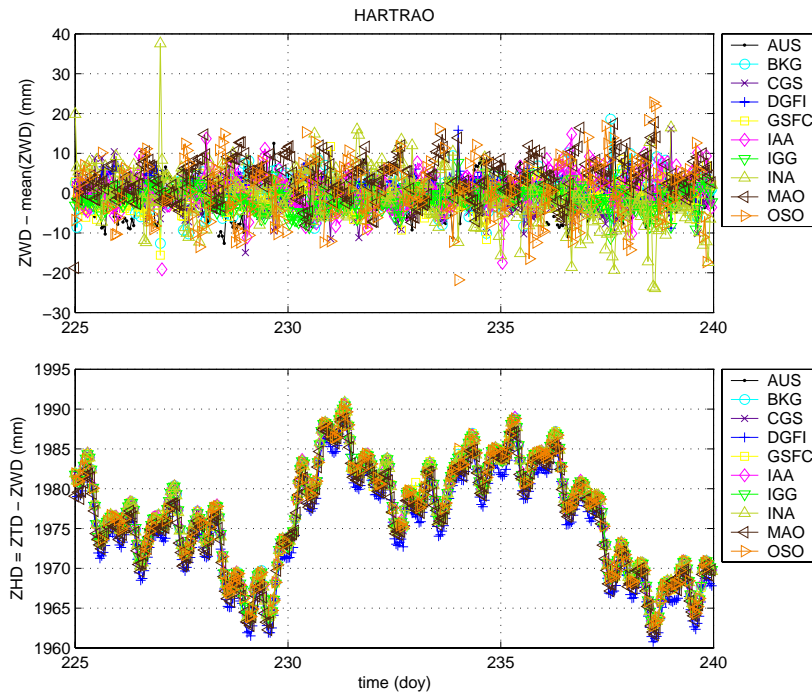 HARTRAO
40
30
20
10
0
−10
−20
−30
225
230
235
240
ZWD − mean(ZWD) (mm)
AUS
BKG
CGS
DGFI
GSFC
IAA
IGG
INA
MAO
OSO
1995
1990
1985
1980
1975
1970
1965
1960
225
230
235
240
ZHD = ZTD − ZWD (mm)
time (doy)
AUS
BKG
CGS
DGFI
GSFC
IAA
IGG
INA
MAO
OSO